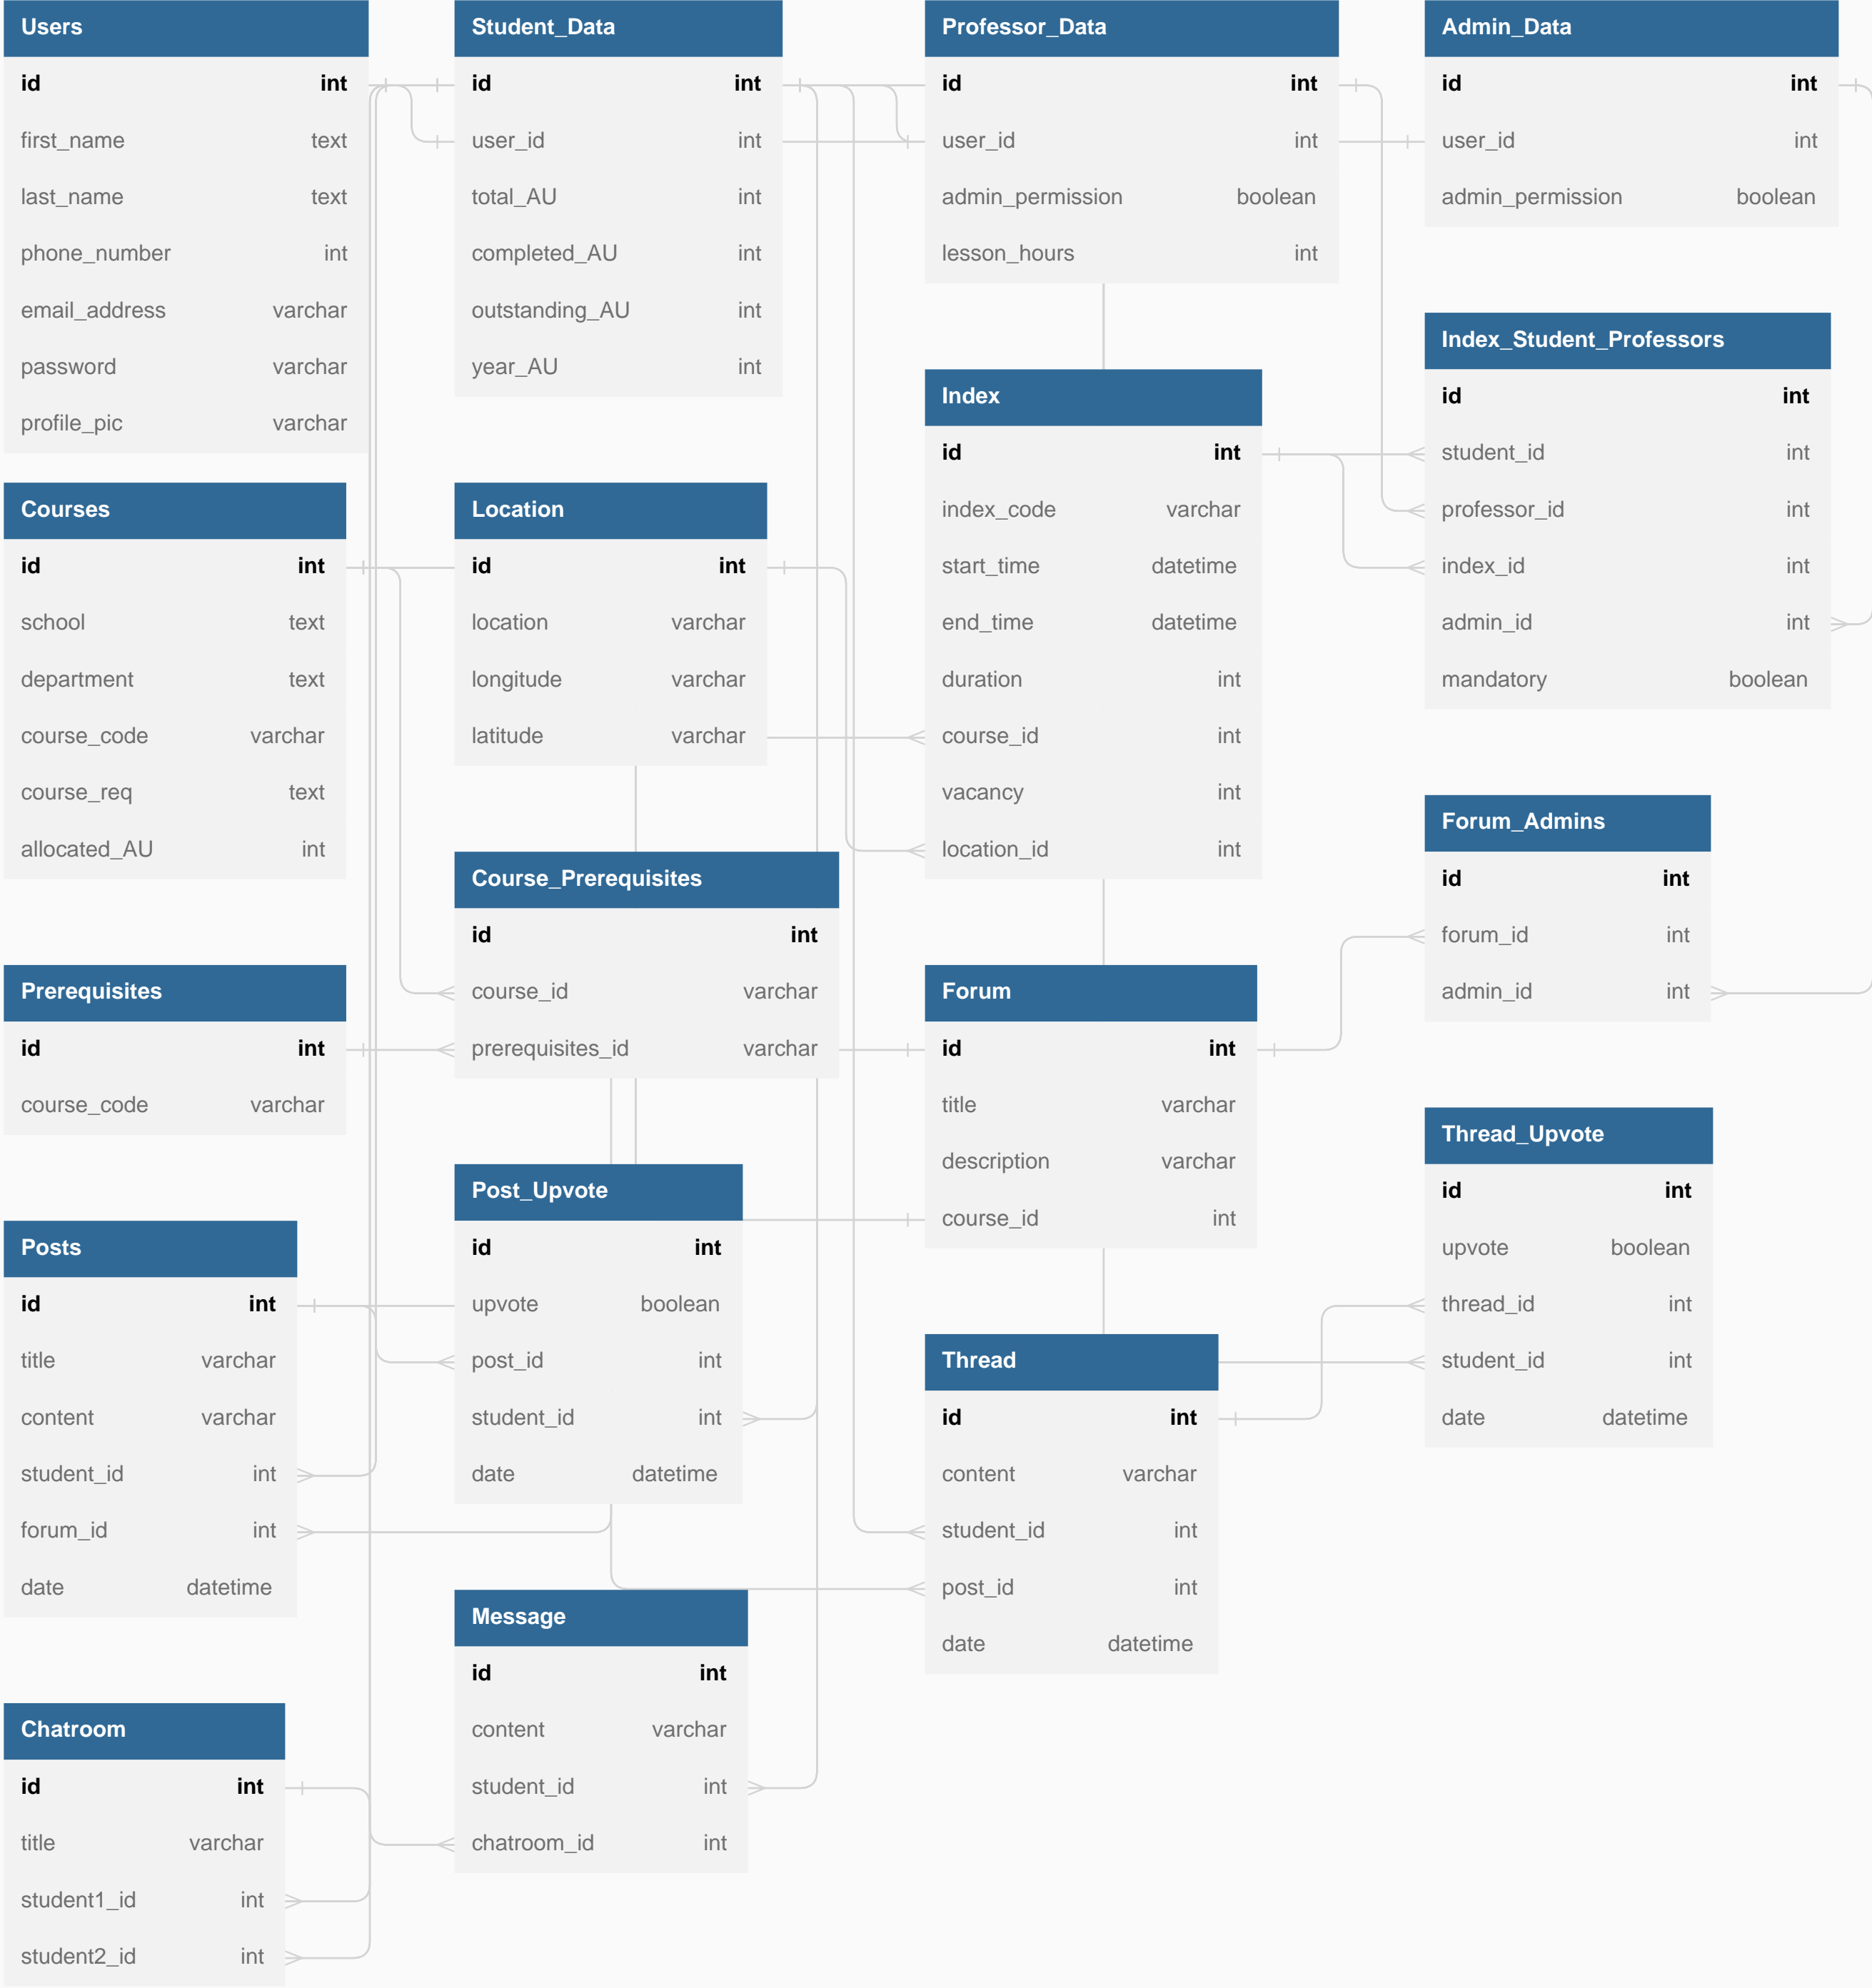 Users
id int
first_name text
last_name text
phone_number int
email_address varchar
password varchar
profile_pic varchar
Student_Data
id int
user_id int
total_AU int
completed_AU int
outstanding_AU int
year_AU int
Professor_Data
id int
user_id int
admin_permission boolean
lesson_hours int
Admin_Data
id int
user_id int
admin_permission boolean
Index_Student_Professors
id int
student_id int
professor_id int
index_id int
admin_id int
mandatory boolean
Index
id int
index_code varchar
start_time datetime
end_time datetime
duration int
course_id int
vacancy int
location_id int
Courses
id int
school text
department text
course_code varchar
course_req text
allocated_AU int
Location
id int
location varchar
longitude varchar
latitude varchar
Forum_Admins
id int
forum_id int
admin_id int
Course_Prerequisites
id int
course_id varchar
prerequisites_id varchar
Prerequisites
id int
course_code varchar
Forum
id int
title varchar
description varchar
course_id int
Thread_Upvote
id int
upvote boolean
thread_id int
student_id int
date datetime
Post_Upvote
id int
upvote boolean
post_id int
student_id int
date datetime
Posts
id int
title varchar
content varchar
student_id int
forum_id int
date datetime
Thread
id int
content varchar
student_id int
post_id int
date datetime
Message
id int
content varchar
student_id int
chatroom_id int
Chatroom
id int
title varchar
student1_id int
student2_id int